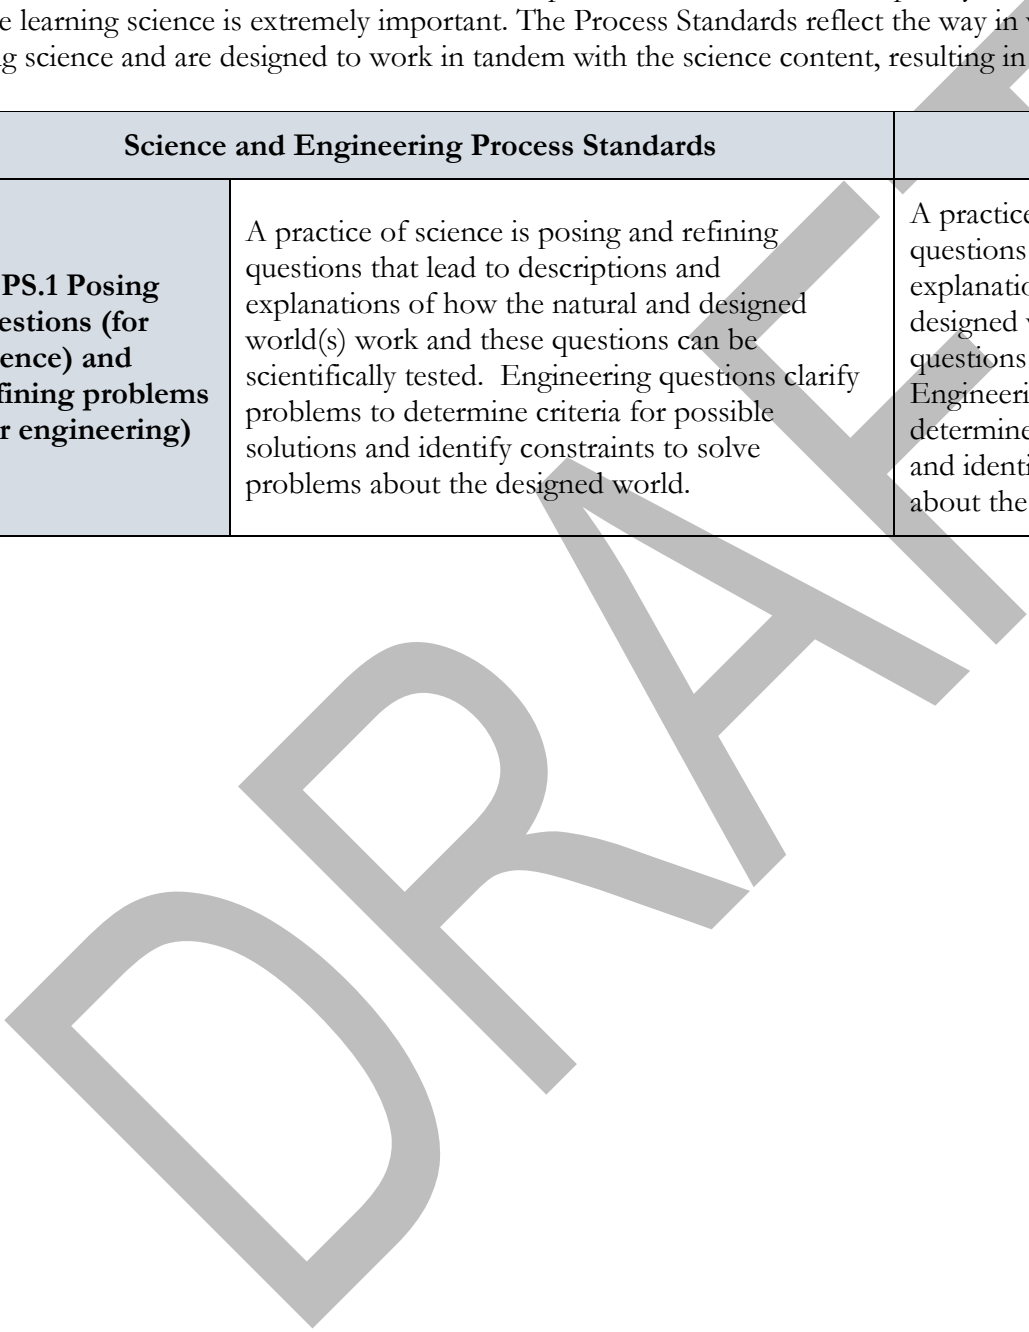 e learning science is extremely important. The Process Standards reflect the way in
g science and are designed to work in tandem with the science content, resulting in
Science and Engineering Process Standards
PS.1 Posing
estions (for
ence) and
fining problems
r engineering)
A practice of science is posing and refining
questions that lead to descriptions and
explanations of how the natural and designed
world(s) work and these questions can be
scientifically tested.  Engineering questions clarify
problems to determine criteria for possible
solutions and identify constraints to solve
problems about the designed world.
A practice
questions
explanatio
designed
questions
Engineeri
determine
and identi
about the
DRAF